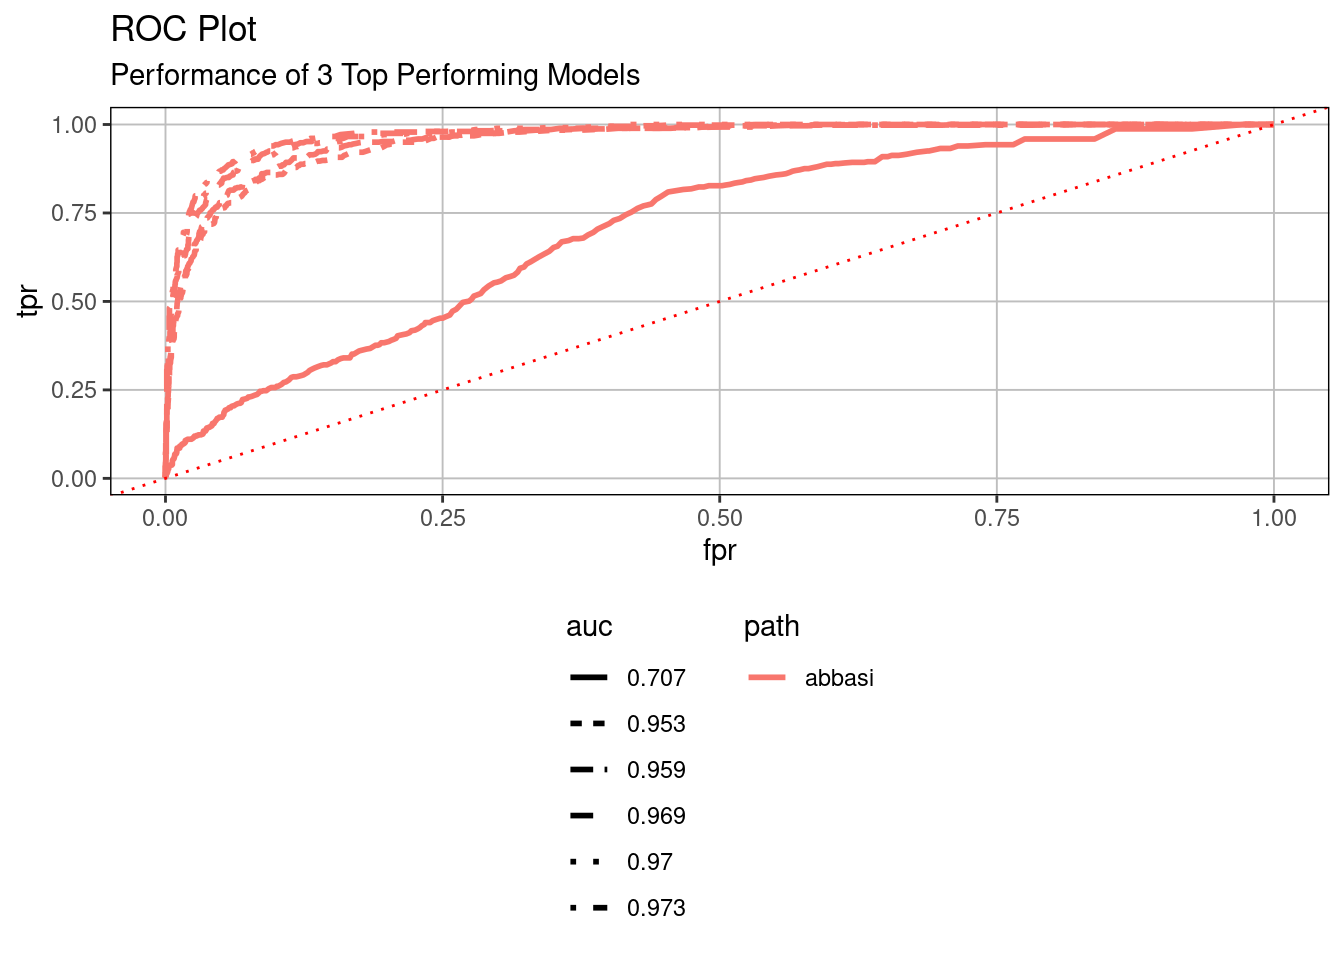 ROC Plot
Performance of 3 Top Performing Models
1.00
0.75
0.50
0.25
0.00
tpr
0.00 0.25 0.50 0.75 1.00
fpr
auc path
0.707 abbasi
0.953
0.959
0.969
0.97
0.973